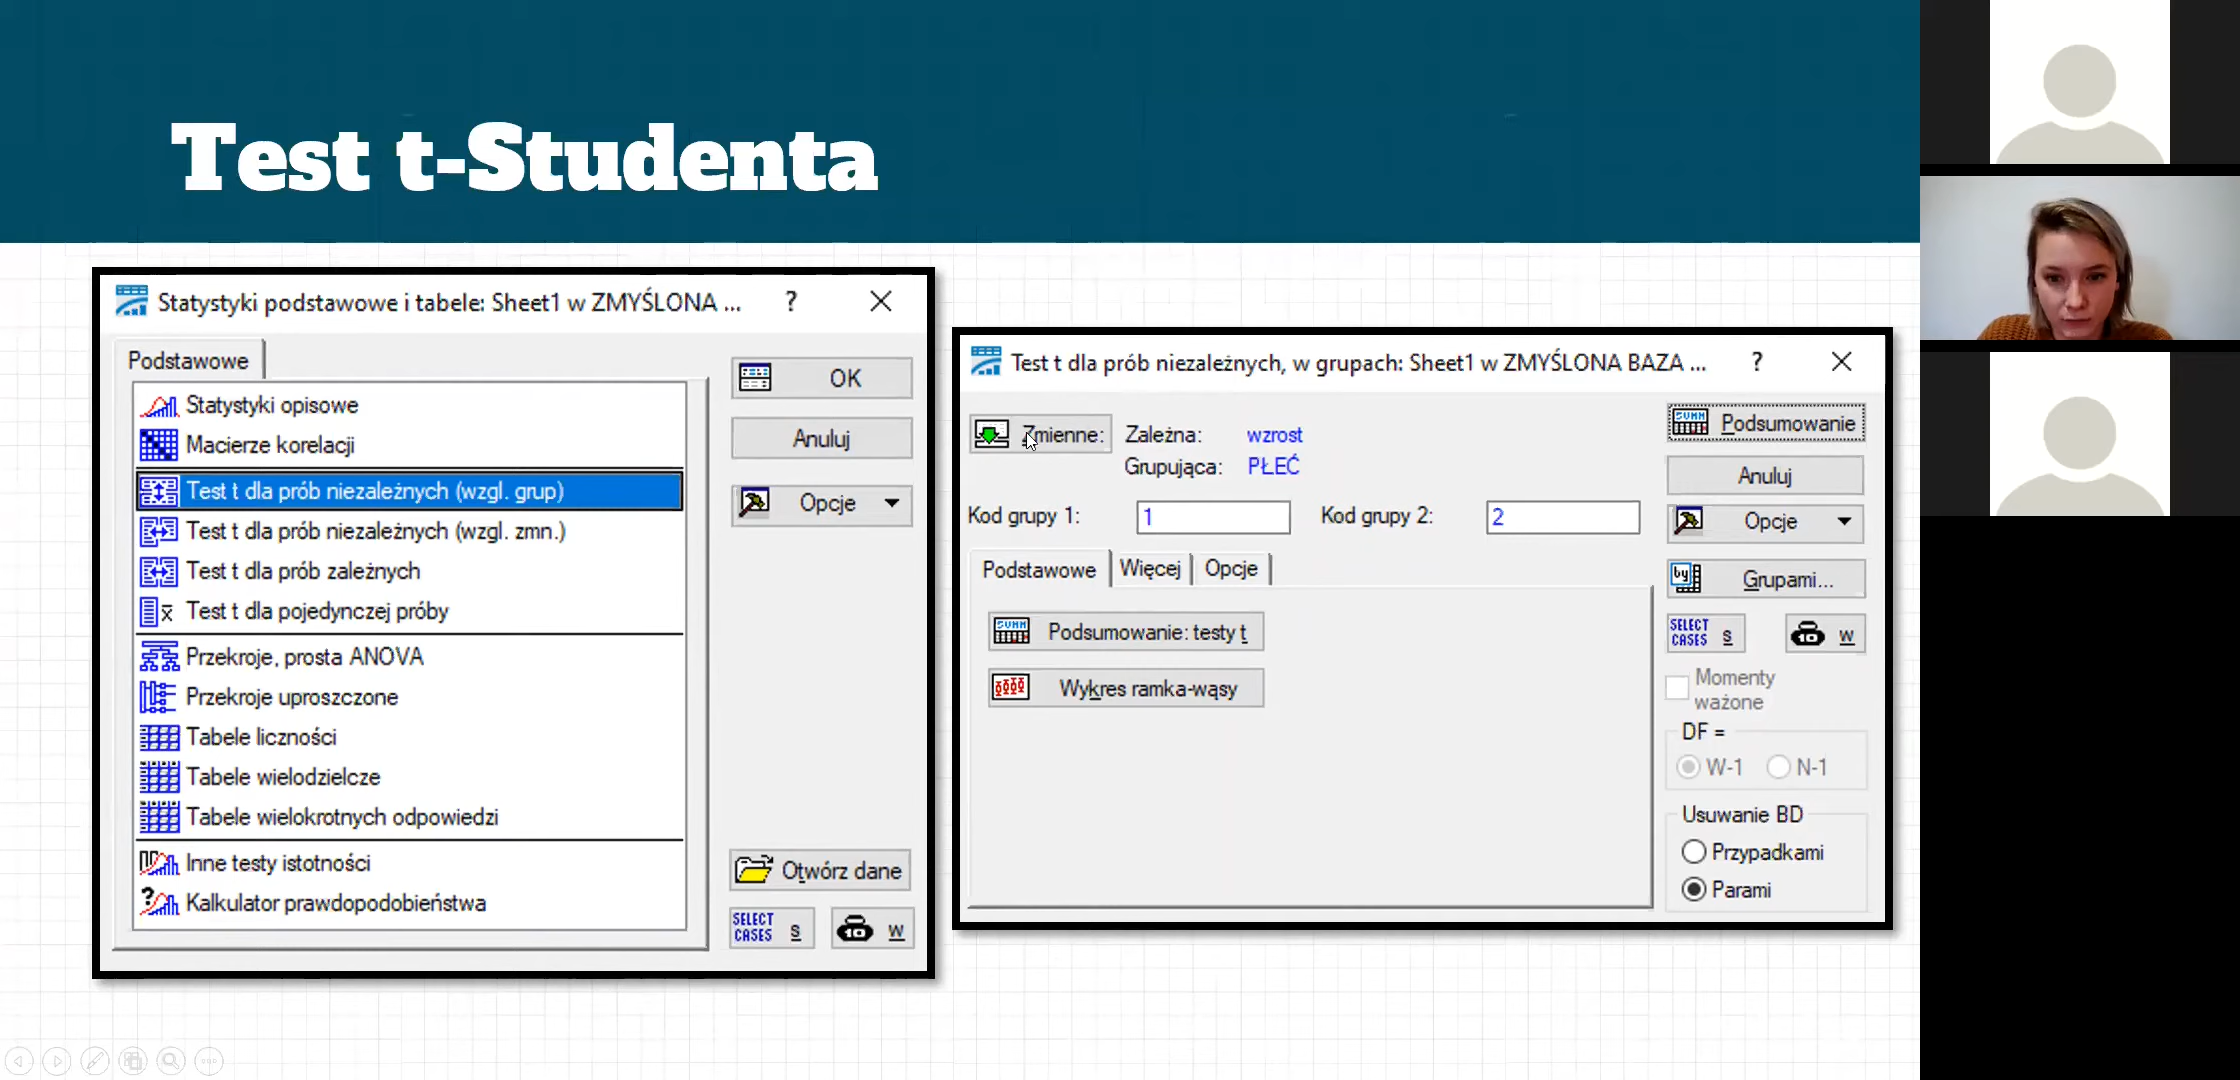 Test t-Studenta
Statystyki podstawowe i tabele: Sheet1 w ZMYŚLONA ... ?
Podstawowe
Statystyki opisowe
Macierze korelacji
Test t dla prób niezależnych (wzgl. grup)
Test t dla prób niezależnych (wzgl. zmn.)
Test t dla prób zależnych
Test t dla pojedynczej próby
Przekroje, prosta ANOVA
Przekroje uproszczone
Tabele liczności
Tabele wielodzielcze
Tabele wielokrotnych odpowiedzi
Inne testy istotności
Kalkulator prawdopodobieństwa
OK
Anuluj
Opcje
Otwórz dane
SELECT CASES S
10 W
Test t dla prób niezależnych, w grupach: Sheet1 w ZMYŚLONA BAZA ... ?
Zmienne: Zależna: wzrost
Grupująca: PŁEĆ
Kod grupy 1: 1 Kod grupy 2: 2
Podstawowe Więcej Opcje
Podsumowanie: testy t
Wykres ramka-wąsy
Podsumowanie
Anuluj
Opcje
by Grupami...
SELECT CASES S 10 W
Momenty
ważone
DF =
W-1 N-1
Usuwanie BD
Przypadkami
Parami